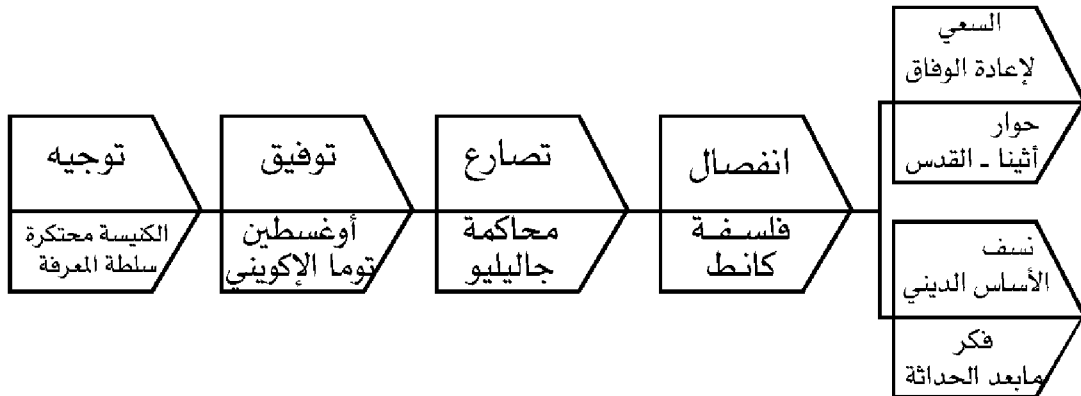 توجيه
الكنيسة محتكرة
سلطة المعرفة
توفيق
أوغسطين
توما الإكويني
تصارع
محاكمة
جاليليو
انفصال
فلسفة
كانط
السعي
لإعادة الوفاق
حوار
أثينا ـ القدس
نسف
الأساس الديني
فكر
مابعد الحداثة